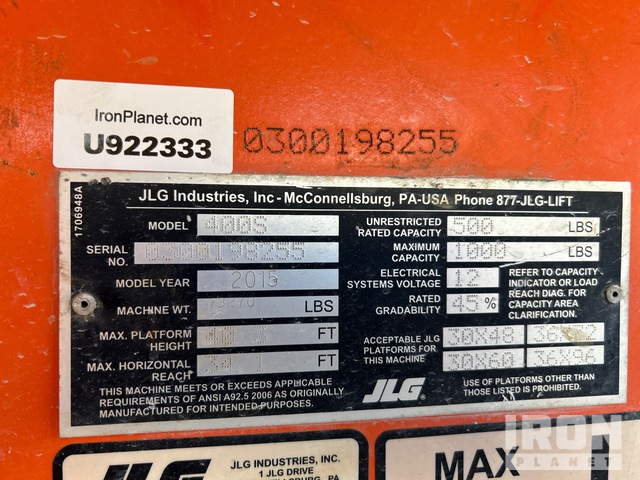 IronPlanet.com
U922333
0300198255
1706948A
JLG Industries, Inc - McConnellsburg, PA-USA Phone 877-JLG-LIFT
MODEL 400S
SERIAL NO. 0300198255
MODEL YEAR 2015
MACHINE WT. LBS
MAX. PLATFORM HEIGHT FT
MAX. HORIZONTAL REACH FT
THIS MACHINE MEETS OR EXCEEDS APPLICABLE
REQUIREMENTS OF ANSI A92.5 2006 AS ORIGINALLY
MANUFACTURED FOR INTENDED PURPOSES.
UNRESTRICTED RATED CAPACITY 500 LBS
MAXIMUM CAPACITY 1000 LBS
ELECTRICAL SYSTEMS VOLTAGE 12
RATED GRADABILITY 45 %
REFER TO CAPACITY
INDICATOR OR LOAD
REACH DIAG. FOR
CAPACITY AREA
CLARIFICATION.
ACCEPTABLE JLG
PLATFORMS FOR
THIS MACHINE
30X48
30X60 36X96
JLG
USE OF PLATFORMS OTHER THAN
THOSE LISTED IS PROHIBITED.
JLG
JLG INDUSTRIES, INC.
1 JLG DRIVE
MAX
IRON
PLANET